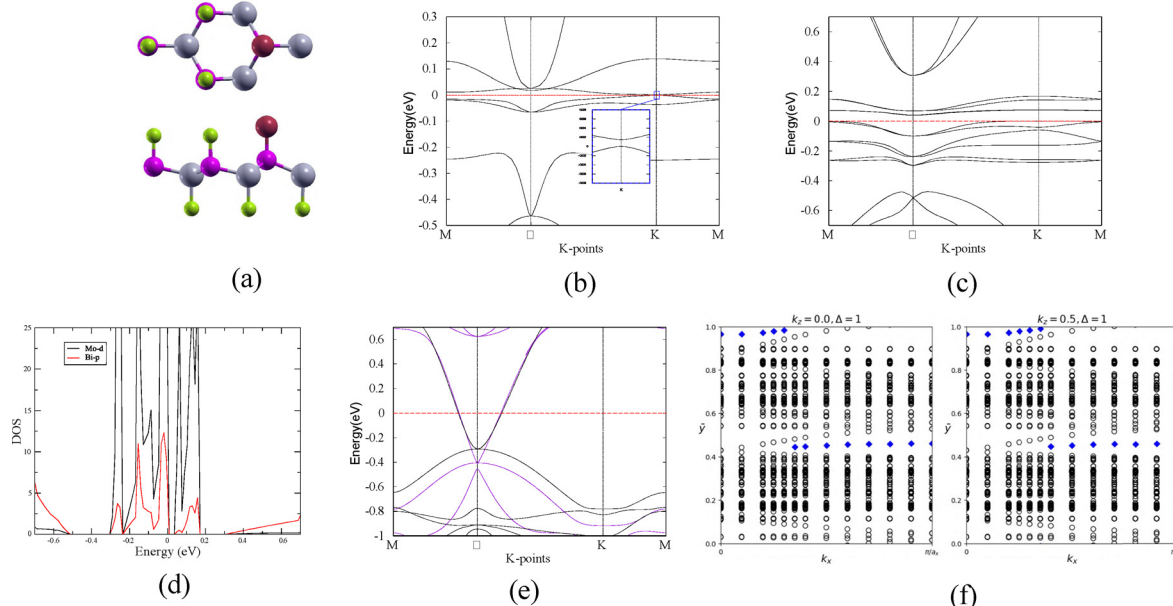 0.3
0.2
0.1
0
-0.1
-0.2
-0.3
-0.4
-0.5
Energy(eV)
K
M □ K M
K-points
0.6
0.4
0.2
0
-0.2
-0.4
-0.6
Energy(eV)
M □ K M
K-points
(a)
(b)
(c)
25
20
15
10
5
0
DOS
Mo-d
Bi-p
-0.6 -0.4 -0.2 0 0.2 0.4 0.6
Energy (eV)
(d)
0.6
0.4
0.2
0
-0.2
-0.4
-0.6
-0.8
-1
Energy(eV)
M □ K M
K-points
(e)
k_z = 0.0, Δ = 1
1.0
0.8
0.6
0.4
0.2
0.0
ȳ
k_x
π/a_x
k_z = 0.5, Δ = 1
1.0
0.8
0.6
0.4
0.2
0.0
ȳ
k_x
(f)